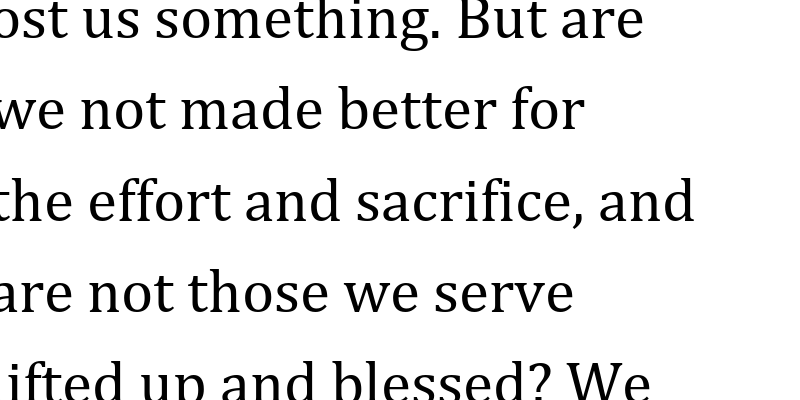 ost us something. But are
we not made better for
the effort and sacrifice, and
are not those we serve
ifted up and blessed? We